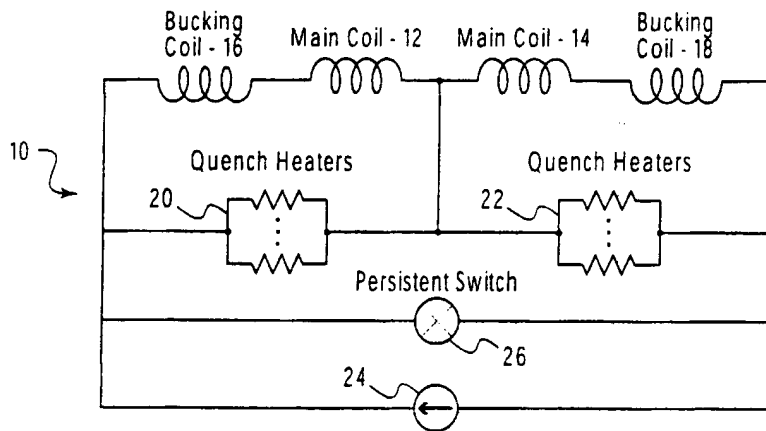 Bucking
Coil - 16
Main Coil - 12
Main Coil - 14
Bucking
Coil - 18
10
Quench Heaters
Quench Heaters
20
22
Persistent Switch
26
24